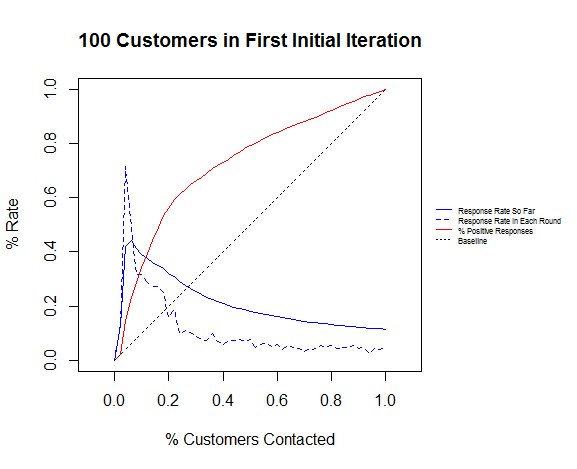 100 Customers in First Initial Iteration
1.0
0.8
0.6
0.4
0.2
0.0
% Rate
0.0 0.2 0.4 0.6 0.8 1.0
% Customers Contacted
Response Rate So Far
Response Rate In Each Round
% Positive Responses
Baseline